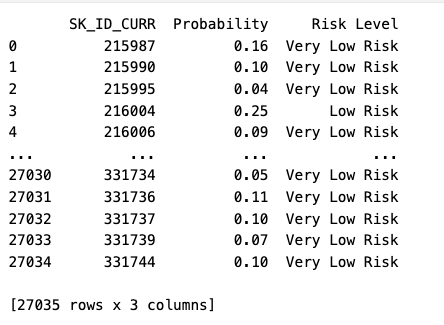 SK_ID_CURR Probability Risk Level
0 215987 0.16 Very Low Risk
1 215990 0.10 Very Low Risk
2 215995 0.04 Very Low Risk
3 216004 0.25 Low Risk
4 216006 0.09 Very Low Risk
... ... ... ...
27030 331734 0.05 Very Low Risk
27031 331736 0.11 Very Low Risk
27032 331737 0.10 Very Low Risk
27033 331739 0.07 Very Low Risk
27034 331744 0.10 Very Low Risk
[27035 rows x 3 columns]